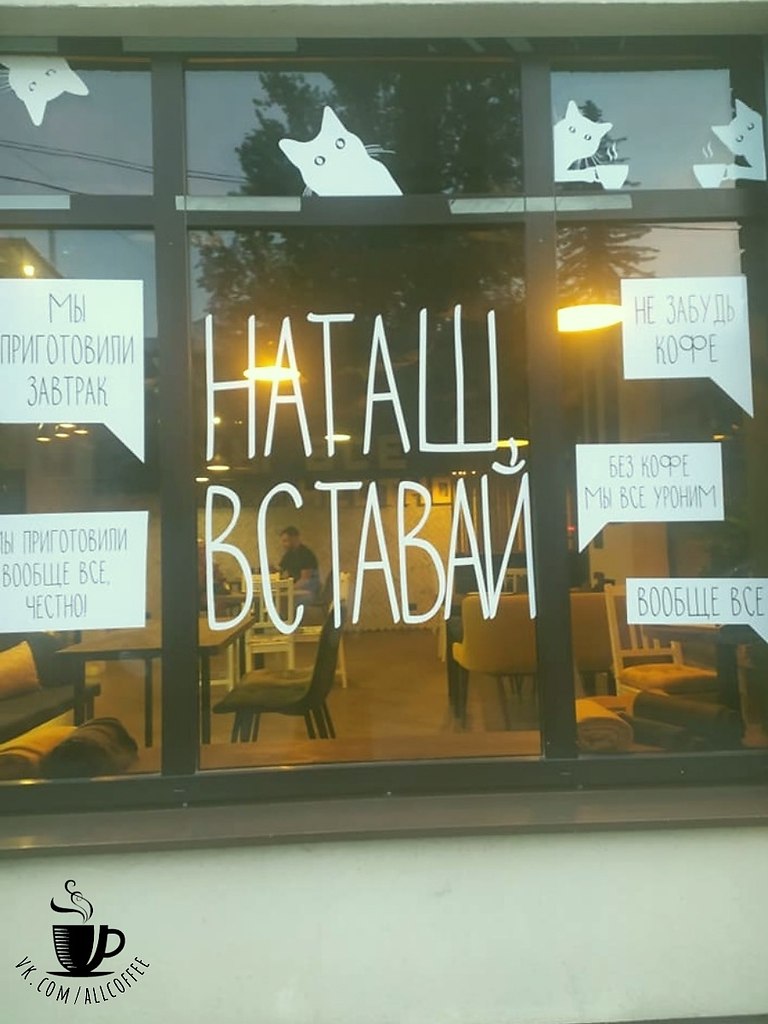 МЫ
ПРИГОТОВИЛИ
ЗАВТРАК
ПРИГОТОВИЛИ
ВООБЩЕ ВСЕ,
ЧЕСТНО!
НАТАШ,
ВСТАВАЙ
НЕ ЗАБУДЬ
КОФЕ
БЕЗ КОФЕ
МЫ ВСЕ УРОНИМ
ВООБЩЕ ВСЕ
VK.COM/ALLCOFFEE